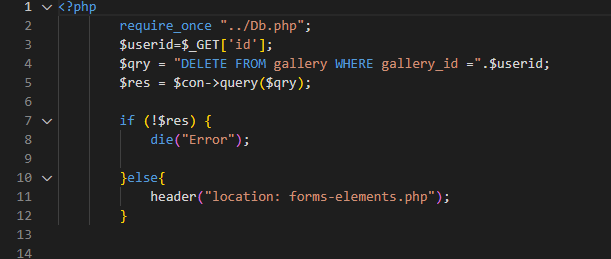 1 <?php
2 require_once "../Db.php";
3 $userid=$_GET['id'];
4 $qry = "DELETE FROM gallery WHERE gallery_id =".$userid;
5 $res = $con->query($qry);
6
7 if (!$res) {
8 die("Error");
9
10 }else{
11 header("location: forms-elements.php");
12 }
13
14